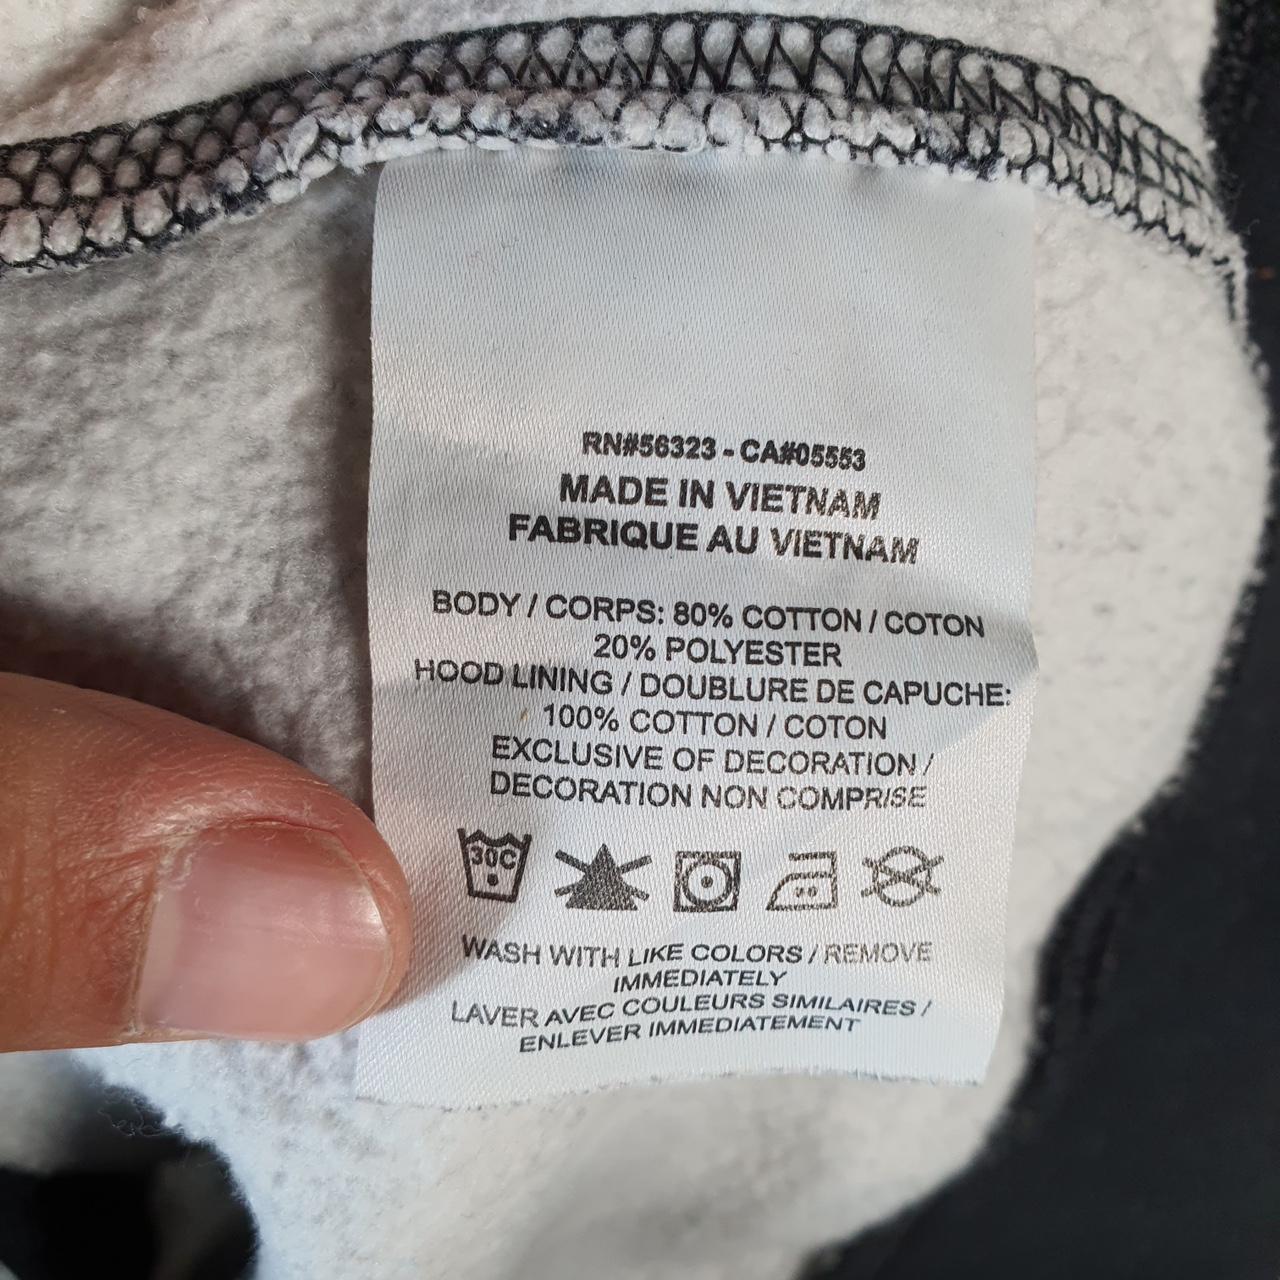 RN#56323 - CA#05553
MADE IN VIETNAM
FABRIQUE AU VIETNAM
BODY / CORPS: 80% COTTON / COTON
20% POLYESTER
HOOD LINING / DOUBLURE DE CAPUCHE:
100% COTTON / COTON
EXCLUSIVE OF DECORATION /
DECORATION NON COMPRISE
30C
WASH WITH LIKE COLORS / REMOVE
IMMEDIATELY
LAVER AVEC COULEURS SIMILAIRES /
ENLEVER IMMEDIATEMENT